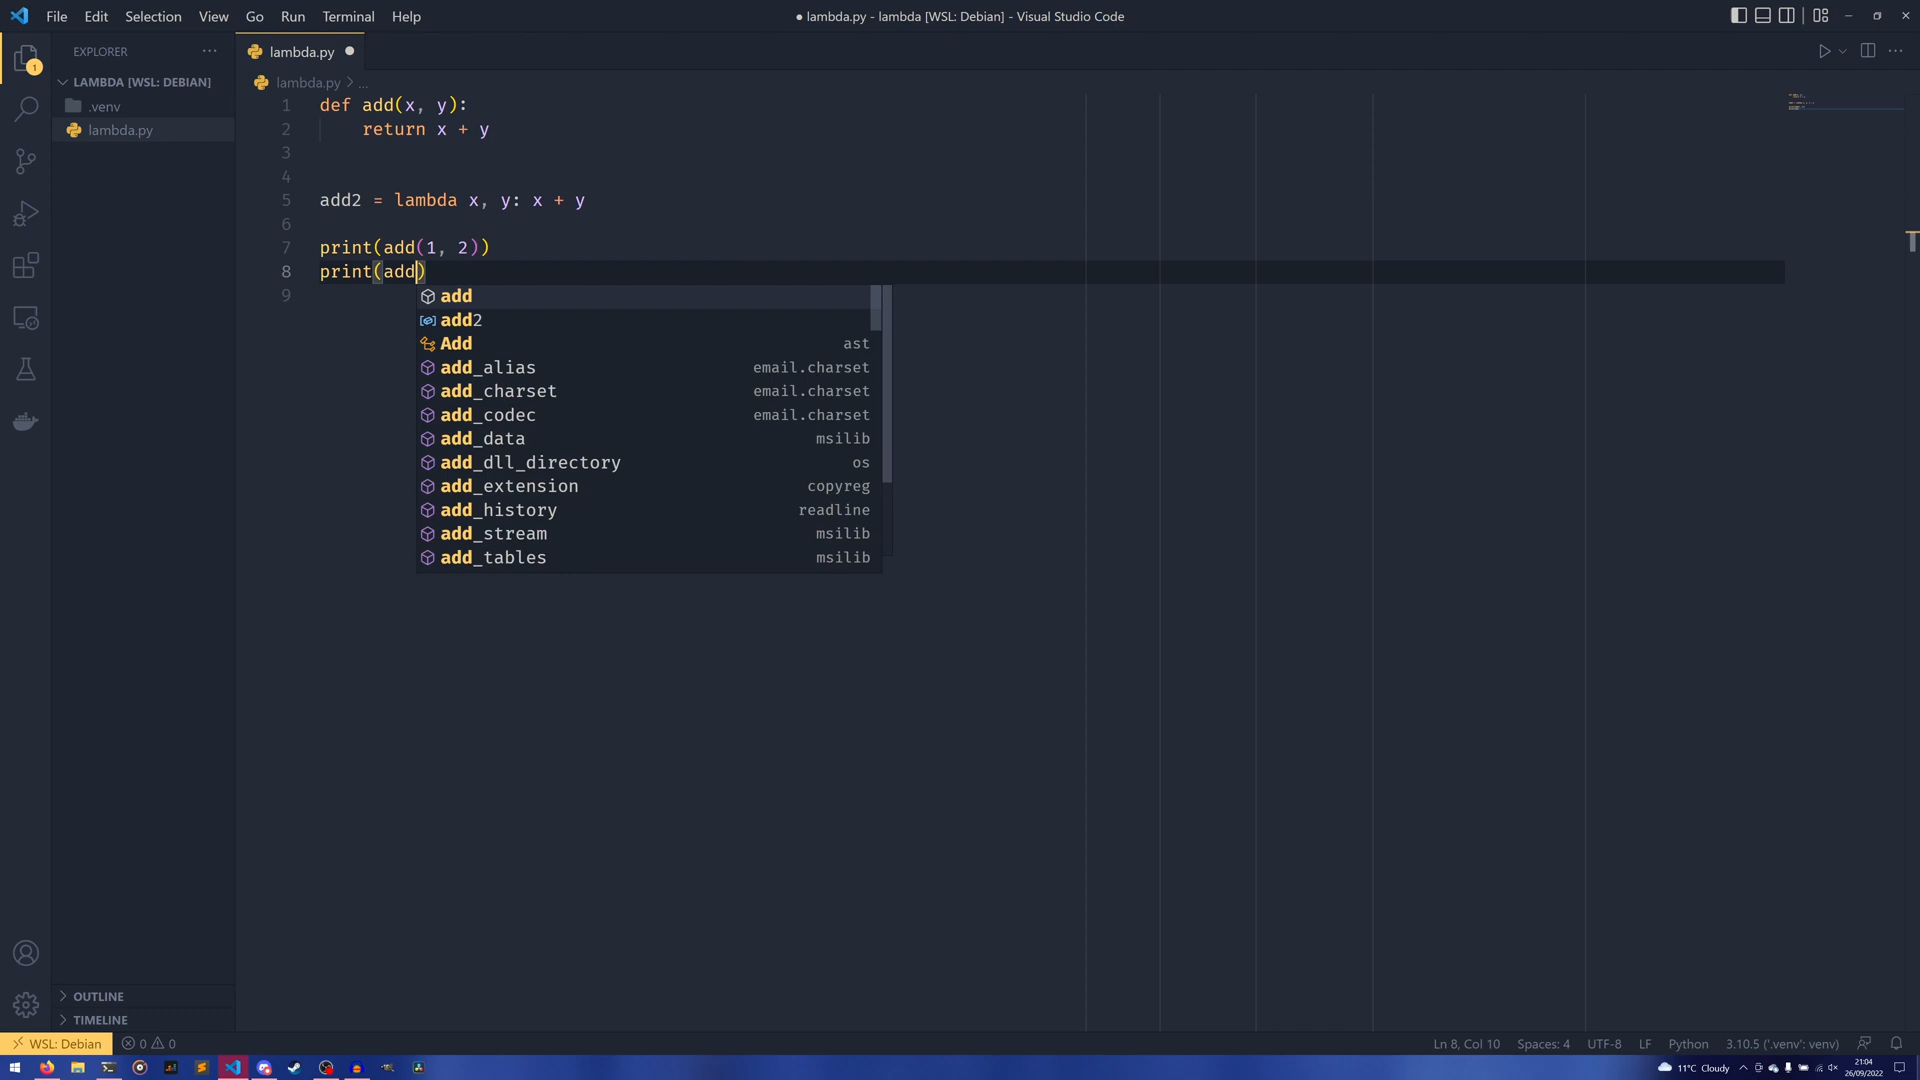 File Edit Selection View Go Run Terminal Help
● lambda.py - lambda [WSL: Debian] - Visual Studio Code
EXPLORER
1
LAMBDA [WSL: DEBIAN]
.venv
lambda.py
OUTLINE
TIMELINE
lambda.py
lambda.py > ...
1 def add(x, y):
2 return x + y
3
4
5 add2 = lambda x, y: x + y
6
7 print(add(1, 2))
8 print(add)
9
add
add2
Add ast
add_alias email.charset
add_charset email.charset
add_codec email.charset
add_data msilib
add_dll_directory os
add_extension copyreg
add_history readline
add_stream msilib
add_tables msilib
WSL: Debian 0 0 Ln 8, Col 10 Spaces: 4 UTF-8 LF Python 3.10.5 ('.venv': venv)
11°C Cloudy
21:04
26/09/2022